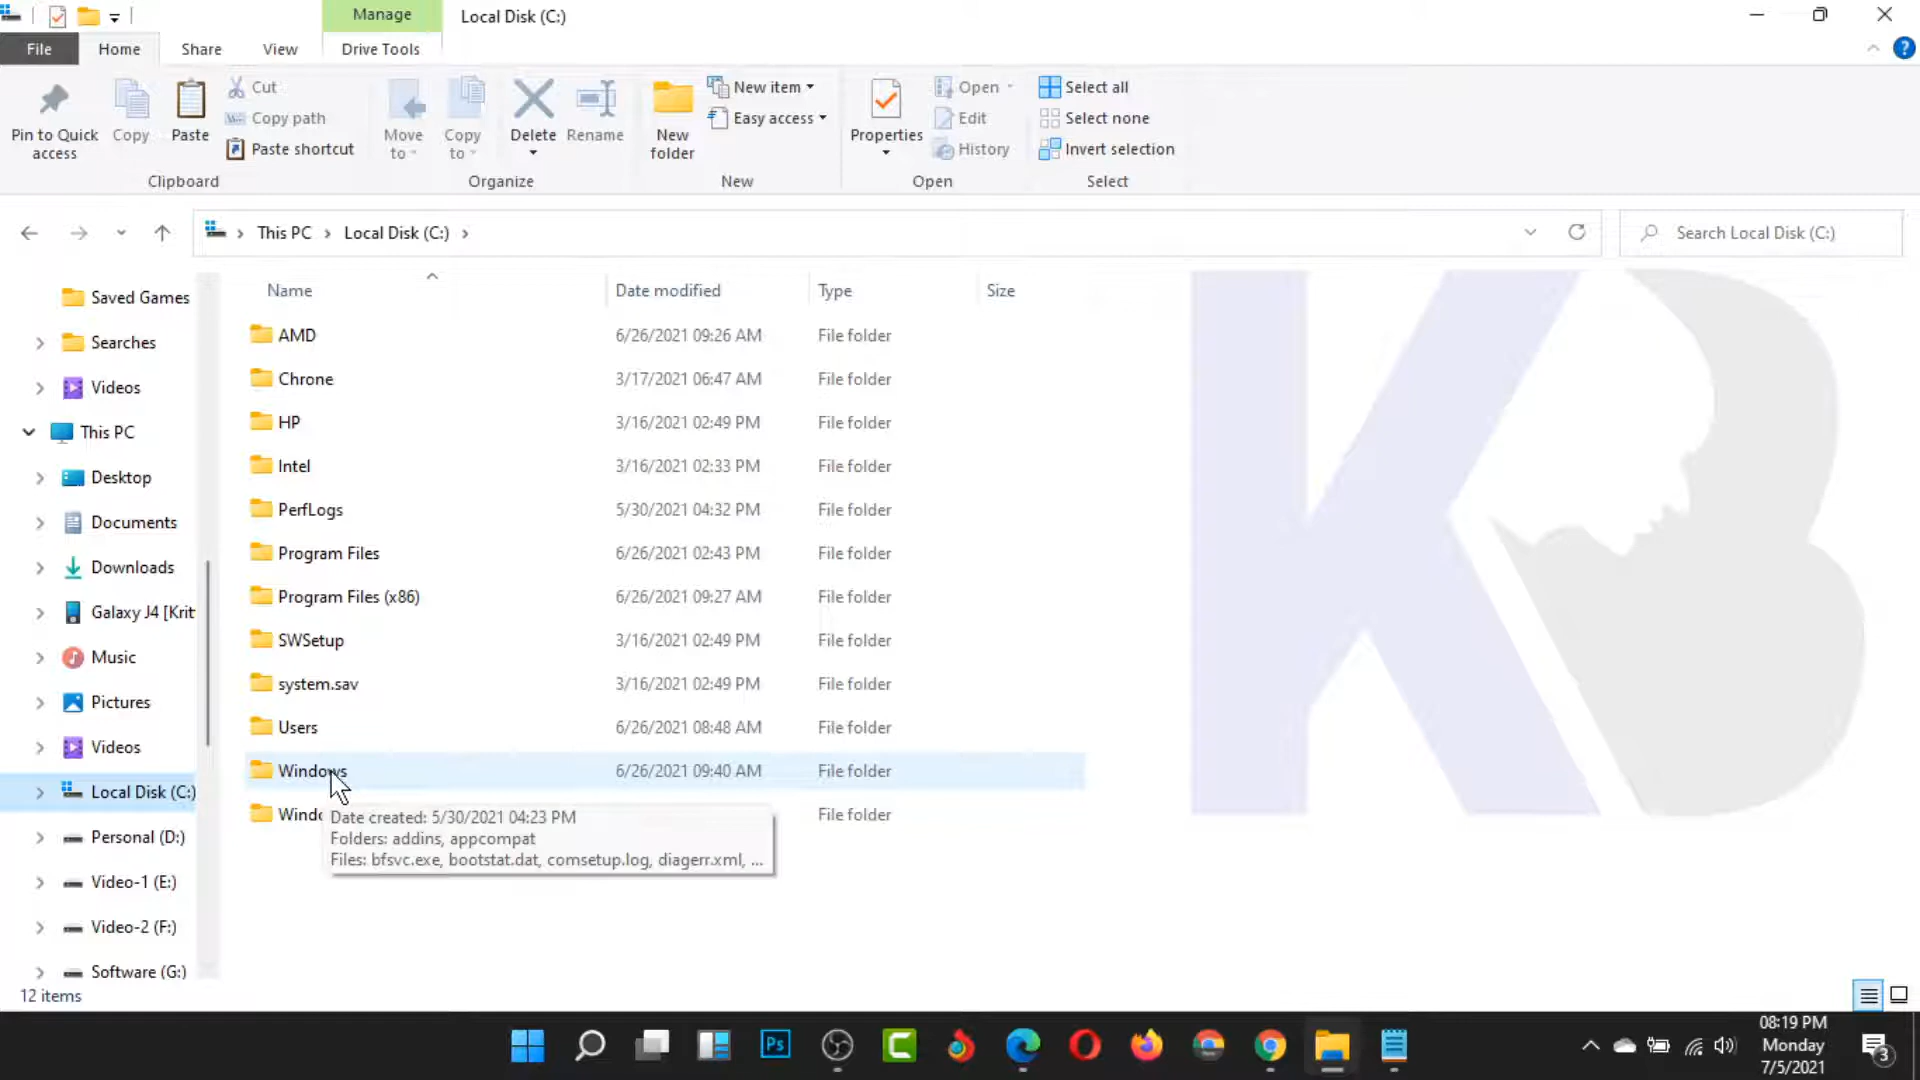 Manage
Local Disk (C:)
File
Home
Share
View
Drive Tools
Pin to Quick access
Copy
Paste
Cut
Copy path
Paste shortcut
Clipboard
Move to
Copy to
Delete
Rename
Organize
New folder
New item
Easy access
New
Properties
Open
Edit
History
Open
Select all
Select none
Invert selection
Select
This PC
Local Disk (C:)
Search Local Disk (C:)
Saved Games
Searches
Videos
This PC
Desktop
Documents
Downloads
Galaxy J4 [Krit
Music
Pictures
Videos
Local Disk (C:)
Personal (D:)
Video-1 (E:)
Video-2 (F:)
Software (G:)
Name Date modified Type Size
AMD 6/26/2021 09:26 AM File folder
Chrone 3/17/2021 06:47 AM File folder
HP 3/16/2021 02:49 PM File folder
Intel 3/16/2021 02:33 PM File folder
PerfLogs 5/30/2021 04:32 PM File folder
Program Files 6/26/2021 02:43 PM File folder
Program Files (x86) 6/26/2021 09:27 AM File folder
SWSetup 3/16/2021 02:49 PM File folder
system.sav 3/16/2021 02:49 PM File folder
Users 6/26/2021 08:48 AM File folder
Windows 6/26/2021 09:40 AM File folder
File folder
Date created: 5/30/2021 04:23 PM
Folders: addins, appcompat
Files: bfsvc.exe, bootstat.dat, comsetup.log, diagerr.xml, ...
K
B
12 items
Ps
08:19 PM
Monday
7/5/2021
3